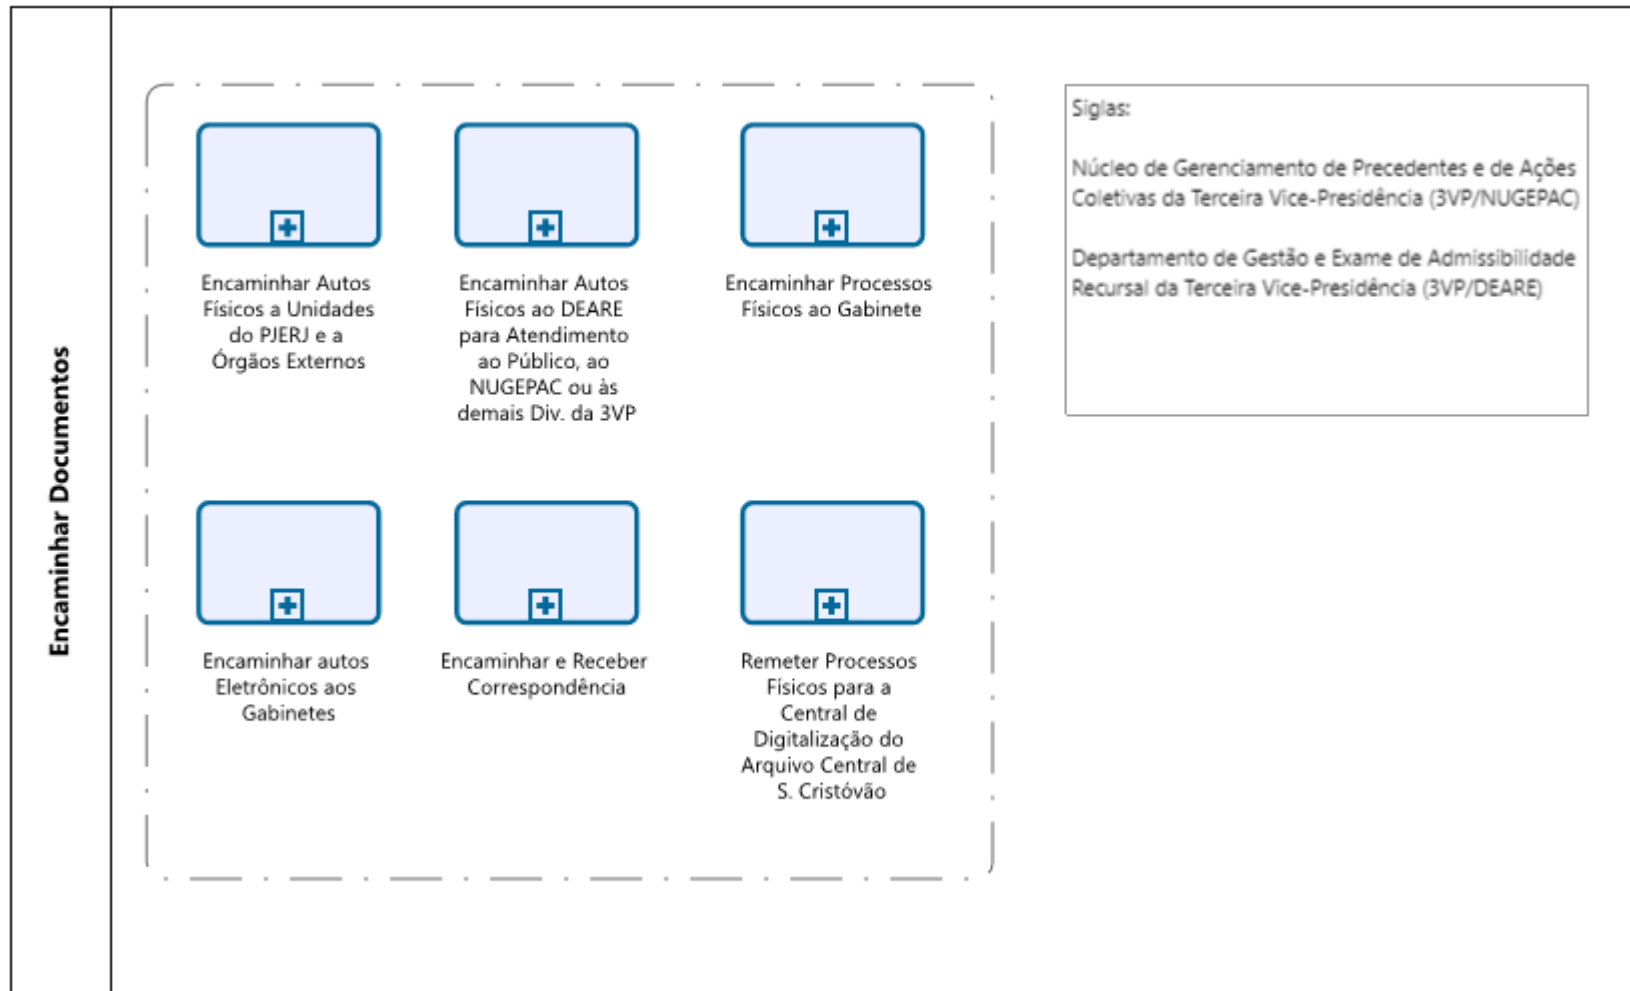 Encaminhar Documentos
Encaminhar Autos
Físicos a Unidades
do PJERJ e a
Órgãos Externos
Encaminhar Autos
Físicos ao DEARE
para Atendimento
ao Público, ao
NUGEPAC ou às
demais Div. da 3VP
Encaminhar Processos
Físicos ao Gabinete
Encaminhar autos
Eletrônicos aos
Gabinetes
Encaminhar e Receber
Correspondência
Remeter Processos
Físicos para a
Central de
Digitalização do
Arquivo Central de
S. Cristóvão
Siglas:
Núcleo de Gerenciamento de Precedentes e de Ações
Coletivas da Terceira Vice-Presidência (3VP/NUGEPAC)
Departamento de Gestão e Exame de Admissibilidade
Recursal da Terceira Vice-Presidência (3VP/DEARE)